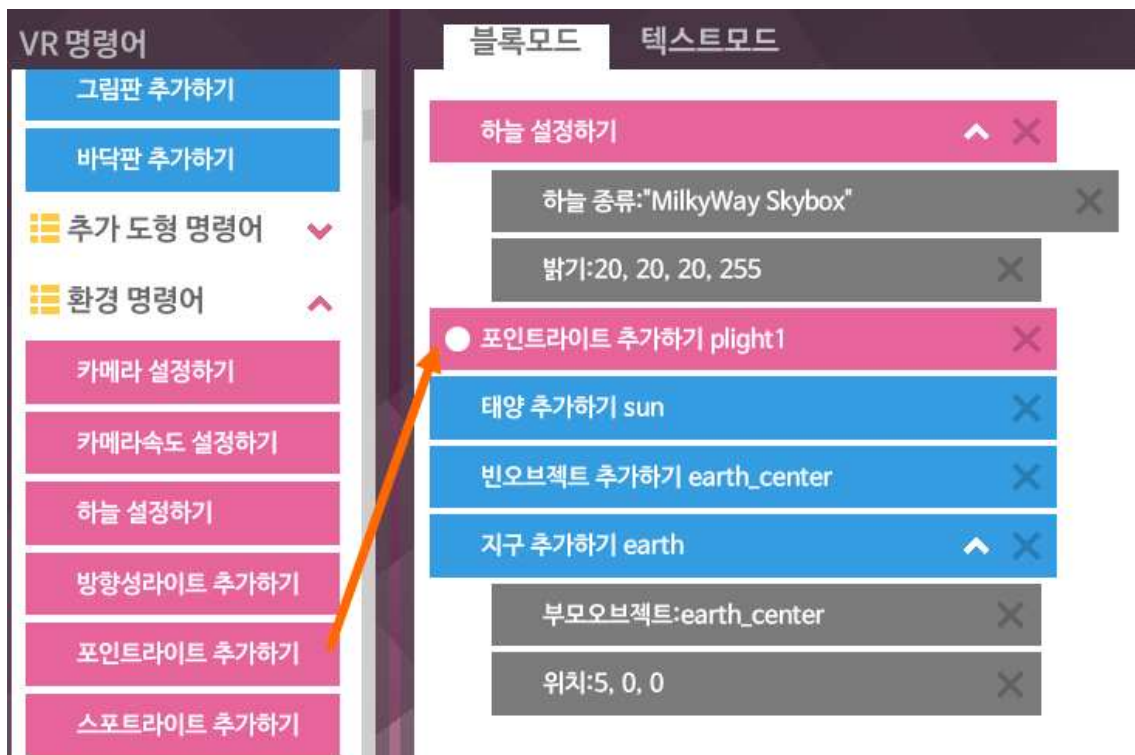 VR 명령어
그림판 추가하기
바닥판 추가하기
추가 도형 명령어
환경 명령어
카메라 설정하기
카메라속도 설정하기
하늘 설정하기
방향성라이트 추가하기
포인트라이트 추가하기
스포트라이트 추가하기
블록모드 텍스트모드
하늘 설정하기
하늘 종류:"MilkyWay Skybox"
밝기:20, 20, 20, 255
포인트라이트 추가하기 plight1
태양 추가하기 sun
빈오브젝트 추가하기 earth_center
지구 추가하기 earth
부모오브젝트:earth_center
위치:5, 0, 0